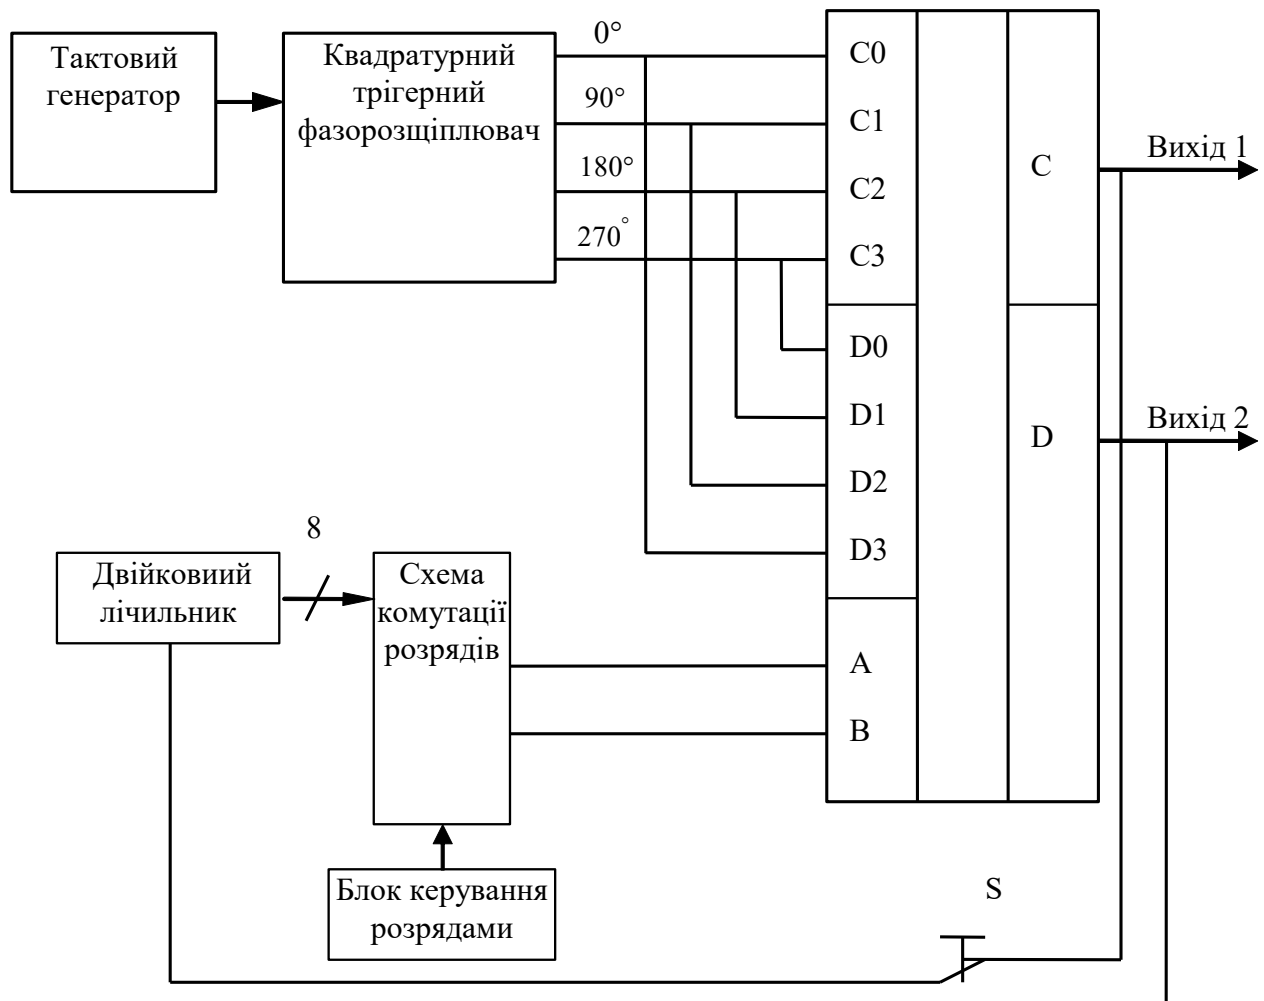 Тактовий
генератор
Квадратурний
трігерний
фазорозщіплювач
0°
90°
180°
270°
C0
C1
C2
C3
D0
D1
D2
D3
A
B
C
D
Вихід 1
Вихід 2
8
Двійковиий
лічильник
Схема
комутації
розрядів
Блок керування
розрядами
S